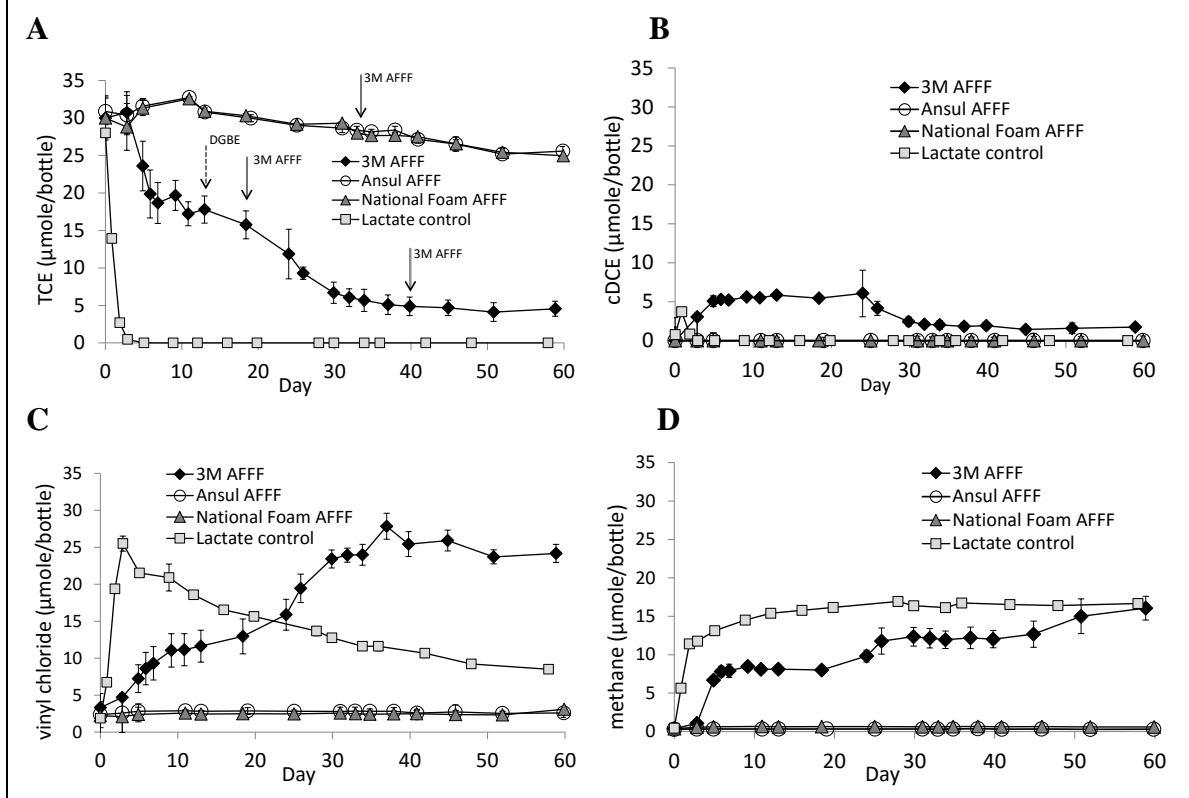 A
TCE (µmole/bottle)
35
30
25
20
15
10
5
0
0 10 20 30 40 50 60
Day
DGBE
3M AFFF
3M AFFF
3M AFFF
3M AFFF
Ansul AFFF
National Foam AFFF
Lactate control
B
cDCE (µmole/bottle)
35
30
25
20
15
10
5
0
0 10 20 30 40 50 60
Day
3M AFFF
Ansul AFFF
National Foam AFFF
Lactate control
C
vinyl chloride (µmole/bottle)
35
30
25
20
15
10
5
0
0 10 20 30 40 50 60
Day
3M AFFF
Ansul AFFF
National Foam AFFF
Lactate control
D
methane (µmole/bottle)
35
30
25
20
15
10
5
0
0 10 20 30 40 50 60
Day
3M AFFF
Ansul AFFF
National Foam AFFF
Lactate control